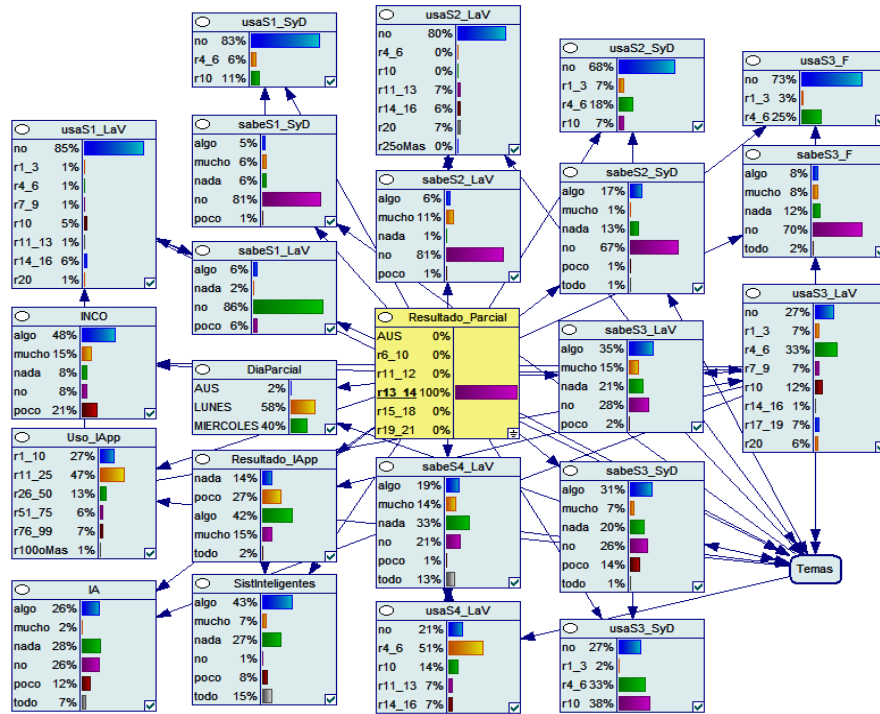 usaS1_SyD
no 83%
r4_6 6%
r10 11%
usaS2_LaV
no 80%
r4_6 0%
r10 0%
r11_13 7%
r14_16 6%
r20 7%
r25oMas 0%
usaS2_SyD
no 68%
r1_3 7%
r4_6 18%
r10 7%
usaS3_F
no 73%
r1_3 3%
r4_6 25%
usaS1_LaV
no 85%
r1_3 1%
r4_6 1%
r7_9 1%
r10 5%
r11_13 1%
r14_16 6%
r20 1%
sabeS1_SyD
algo 5%
mucho 6%
nada 6%
no 81%
poco 1%
sabeS2_LaV
algo 6%
mucho 11%
nada 1%
no 81%
poco 1%
sabeS2_SyD
algo 17%
mucho 1%
nada 13%
no 67%
poco 1%
todo 1%
sabeS3_F
algo 8%
mucho 8%
nada 12%
no 70%
todo 2%
sabeS1_LaV
algo 6%
nada 2%
no 86%
poco 6%
INCO
algo 48%
mucho 15%
nada 8%
no 8%
poco 21%
DiaParcial
AUS 2%
LUNES 58%
MIERCOLES 40%
Resultado_Parcial
AUS 0%
r6_10 0%
r11_12 0%
r13_14 100%
r15_18 0%
r19_21 0%
sabeS3_LaV
algo 35%
mucho 15%
nada 21%
no 28%
poco 2%
usaS3_LaV
no 27%
r1_3 7%
r4_6 33%
r7_9 7%
r10 12%
r14_16 1%
r17_19 7%
r20 6%
Uso_IApp
r1_10 27%
r11_25 47%
r26_50 13%
r51_75 6%
r76_99 7%
r100oMas 1%
Resultado_IApp
nada 14%
poco 27%
algo 42%
mucho 15%
todo 2%
sabeS4_LaV
algo 19%
mucho 14%
nada 33%
no 21%
poco 1%
todo 13%
sabeS3_SyD
algo 31%
mucho 7%
nada 20%
no 26%
poco 14%
todo 1%
Temas
IA
algo 26%
mucho 2%
nada 28%
no 26%
poco 12%
todo 7%
SistInteligentes
algo 43%
mucho 7%
nada 27%
no 1%
poco 8%
todo 15%
usaS4_LaV
no 21%
r4_6 51%
r10 14%
r11_13 7%
r14_16 7%
usaS3_SyD
no 27%
r1_3 2%
r4_6 33%
r10 38%